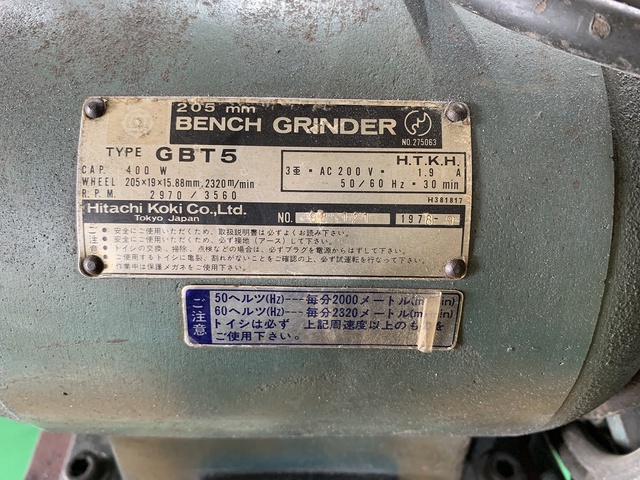 205 mm
BENCH GRINDER
NO.275063
TYPE GBT5
H.T.K.H.
CAP. 400 W
3 AC 200 V 1.9 A
WHEEL 205×19×15.88mm, 2320m/min
50/60 Hz 30 min
R.P.M. 2970/3560
H381817
Hitachi Koki Co., Ltd.
Tokyo Japan
NO.
1978
ご注意
安全にご使用いただくため、取扱説明書は必ずよくお読み下さい。
安全にご使用いただくため、必ず接地(アース)して下さい。
トイシの交換、掃除、点検などの場合は、必ずプラグを電源からはずして下さい。
ご使用するトイシに亀裂、割れがないことをご確認の上、必ず試運転を行なって下さい。
作業中は保護メガネをご使用下さい。
ご注意
50ヘルツ(Hz)---毎分2000メートル(m/min)
60ヘルツ(Hz)---毎分2320メートル(m/min)
トイシは必ず 上記周速度以上のものを
ご使用下さい。